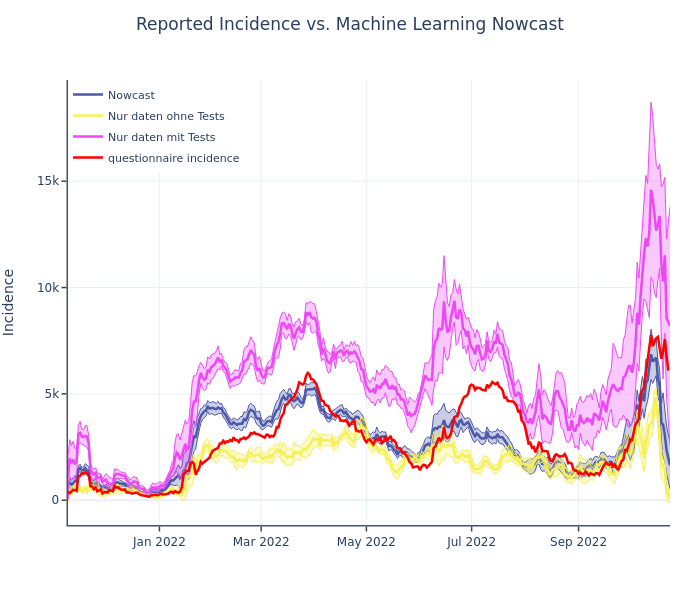 Reported Incidence vs. Machine Learning Nowcast
Nowcast
Nur daten ohne Tests
Nur daten mit Tests
questionnaire incidence
Incidence
15k
10k
5k
0
Jan 2022
Mar 2022
May 2022
Jul 2022
Sep 2022